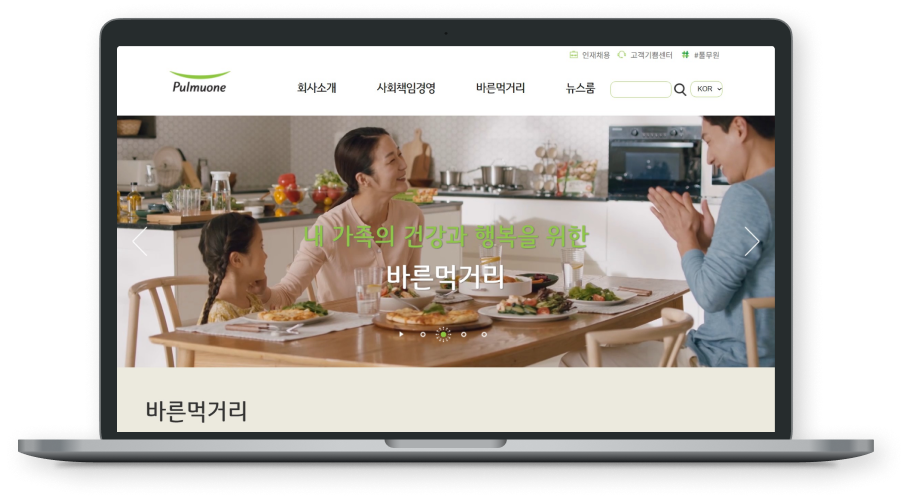 인재채용 고객기쁨센터 #풀무원
Pulmuone
회사소개 사회책임경영 바른먹거리 뉴스룸 KOR
내 가족의 건강과 행복을 위한
바른먹거리
바른먹거리